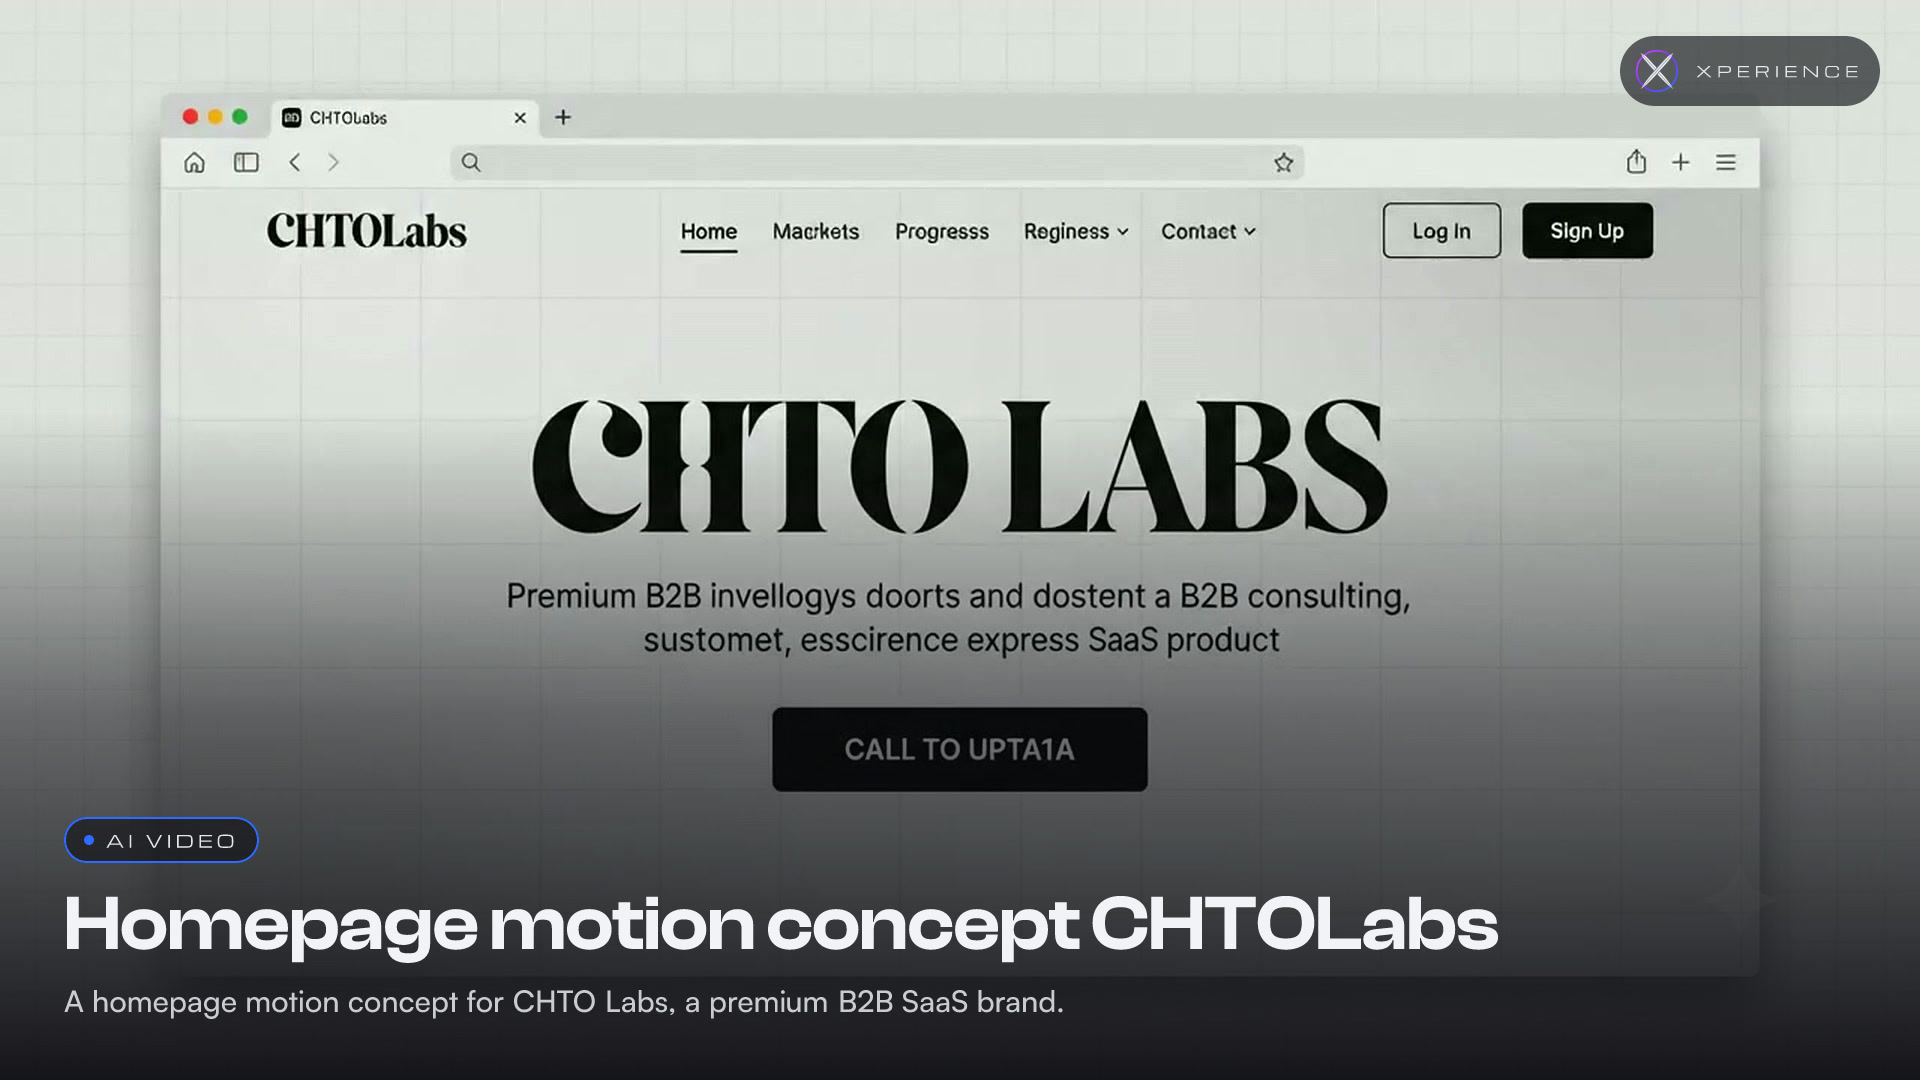 XPERIENCE
CHTOLabs
CHTOLabs
Home Maɛrkets Progresss Reginess Contact
Log In Sign Up
CHTO LABS
Premium B2B invellogys doorts and dostent a B2B consulting,
sustomet, esscirence express SaaS product
CALL TO UPTA1A
AI VIDEO
Homepage motion concept CHTOLabs
A homepage motion concept for CHTO Labs, a premium B2B SaaS brand.